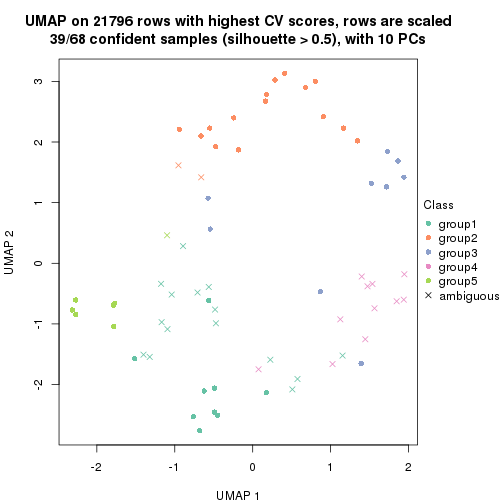 UMAP on 21796 rows with highest CV scores, rows are scaled
39/68 confident samples (silhouette > 0.5), with 10 PCs
3
2
1
0
-1
-2
UMAP 2
-2
-1
0
1
2
UMAP 1
Class
group1
group2
group3
group4
group5
ambiguous